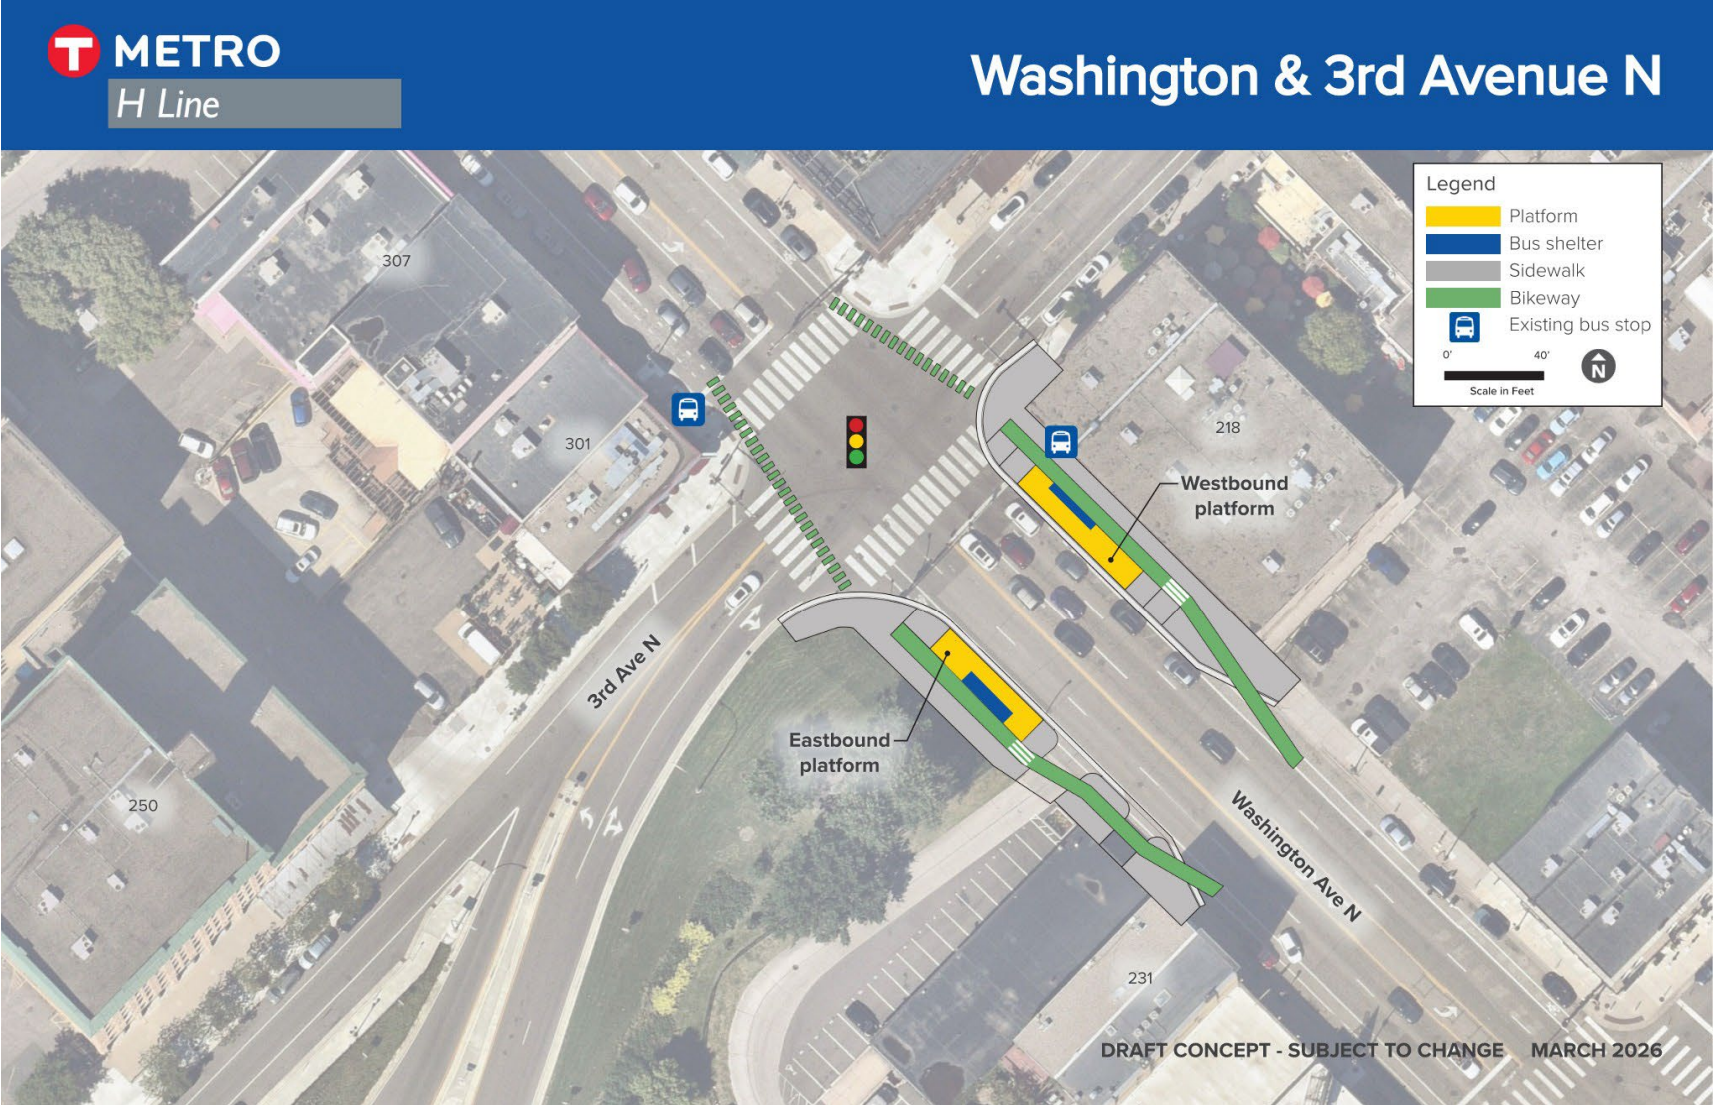 T METRO
H Line
Washington & 3rd Avenue N
Legend
Platform
Bus shelter
Sidewalk
Bikeway
Existing bus stop
0'
40'
N
Scale in Feet
307
301
218
Westbound
platform
3rd Ave N
Eastbound
platform
250
Washington Ave N
231
DRAFT CONCEPT - SUBJECT TO CHANGE
MARCH 2026